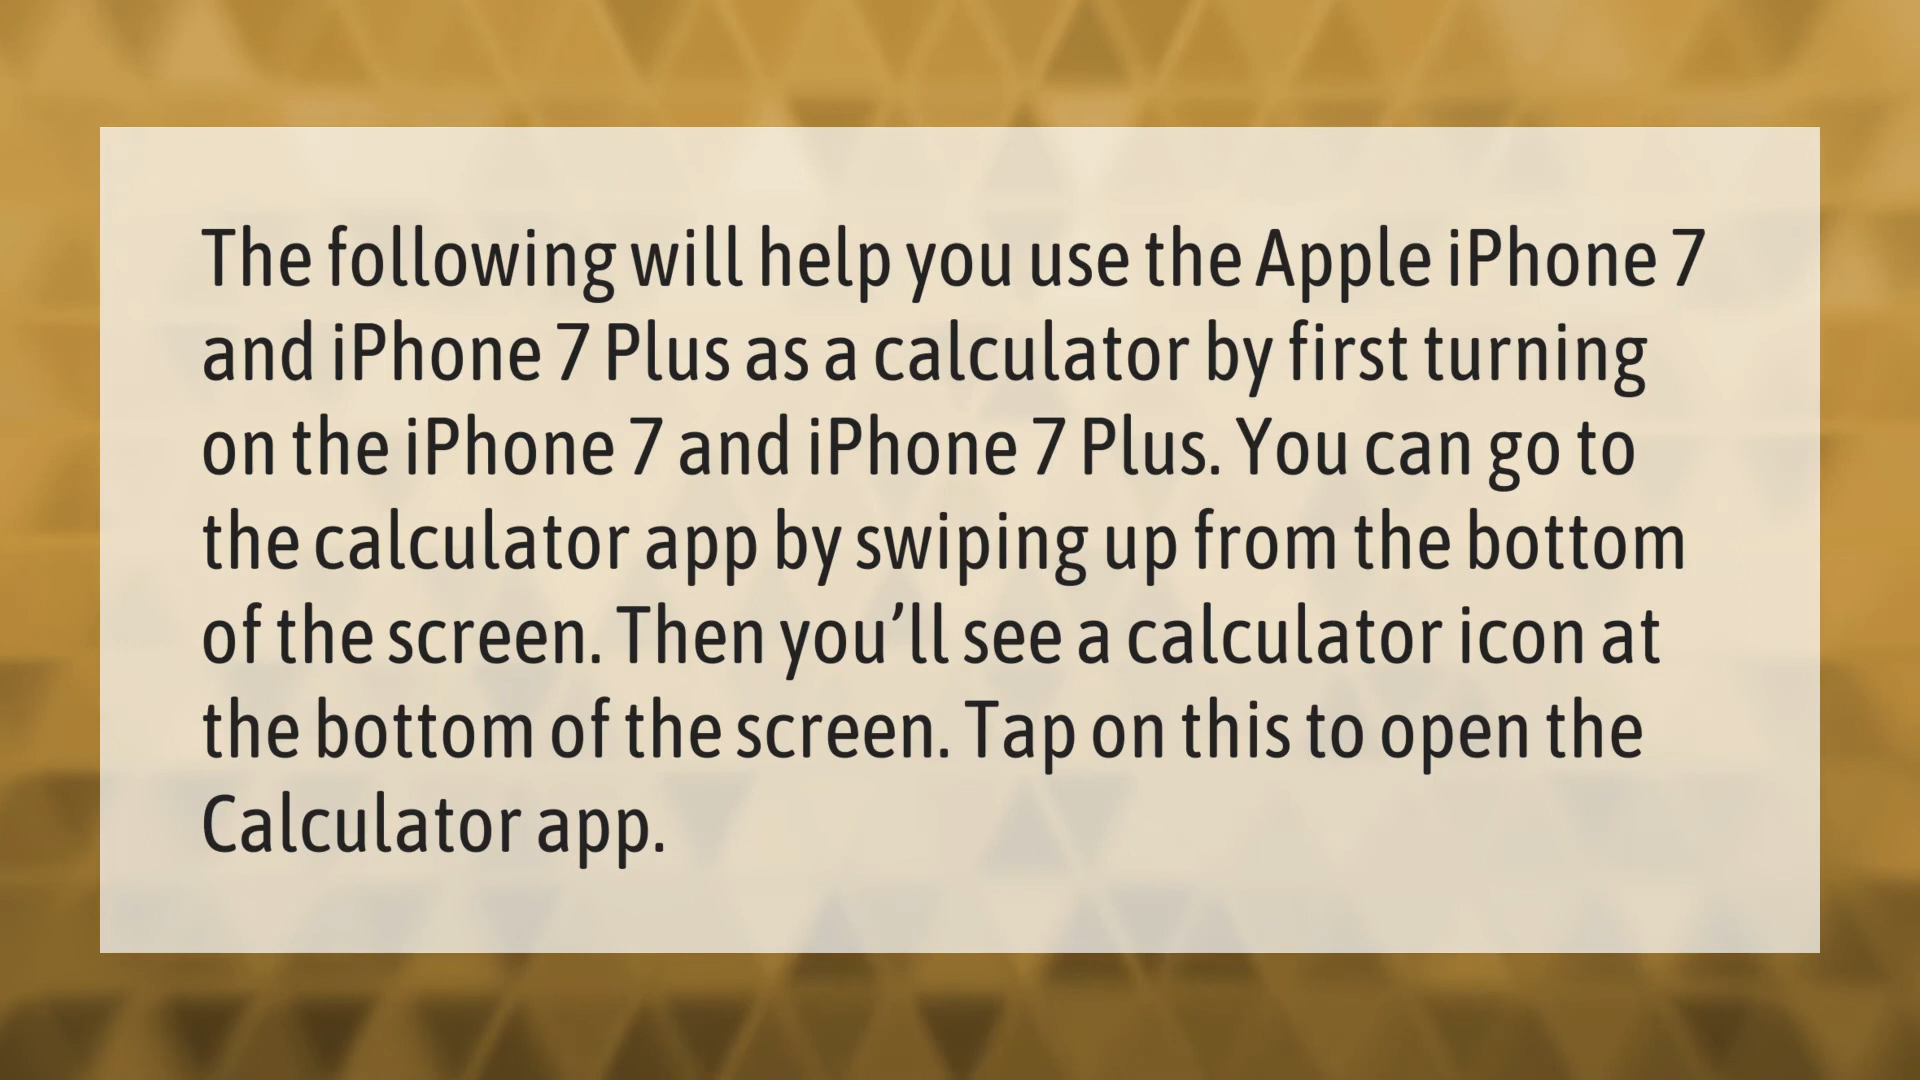 The following will help you use the Apple iPhone 7
and iPhone 7 Plus as a calculator by first turning
on the iPhone 7 and iPhone 7 Plus. You can go to
the calculator app by swiping up from the bottom
of the screen. Then you’ll see a calculator icon at
the bottom of the screen. Tap on this to open the
Calculator app.